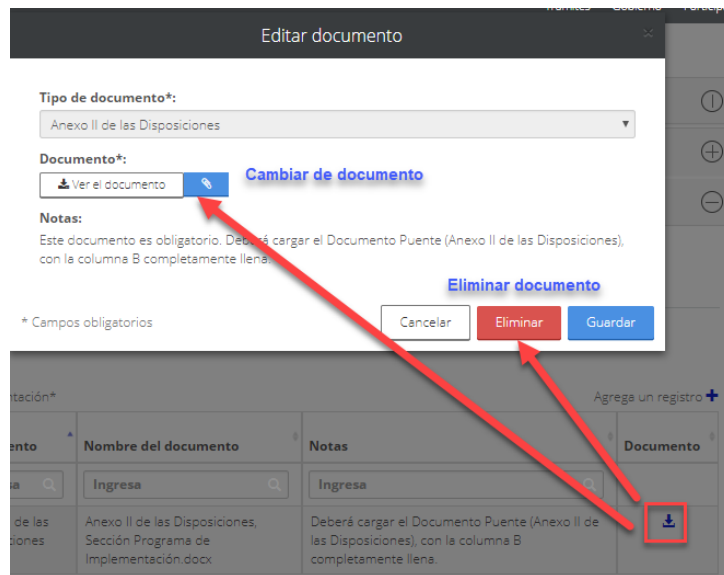 Trámites Gobierno
Editar documento
Tipo de documento*:
Anexo II de las Disposiciones
Documento*:
Ver el documento
Cambiar de documento
Notas:
Este documento es obligatorio. Deberá cargar el Documento Puente (Anexo II de las Disposiciones),
con la columna B completamente llena.
Eliminar documento
* Campos obligatorios
Cancelar
Eliminar
Guardar
Agrega un registro
Nombre del documento
Notas
Documento
Ingresa
Ingresa
de las
Anexo II de las Disposiciones,
Sección Programa de
Implementación.docx
Deberá cargar el Documento Puente (Anexo II de
las Disposiciones), con la columna B
completamente llena.